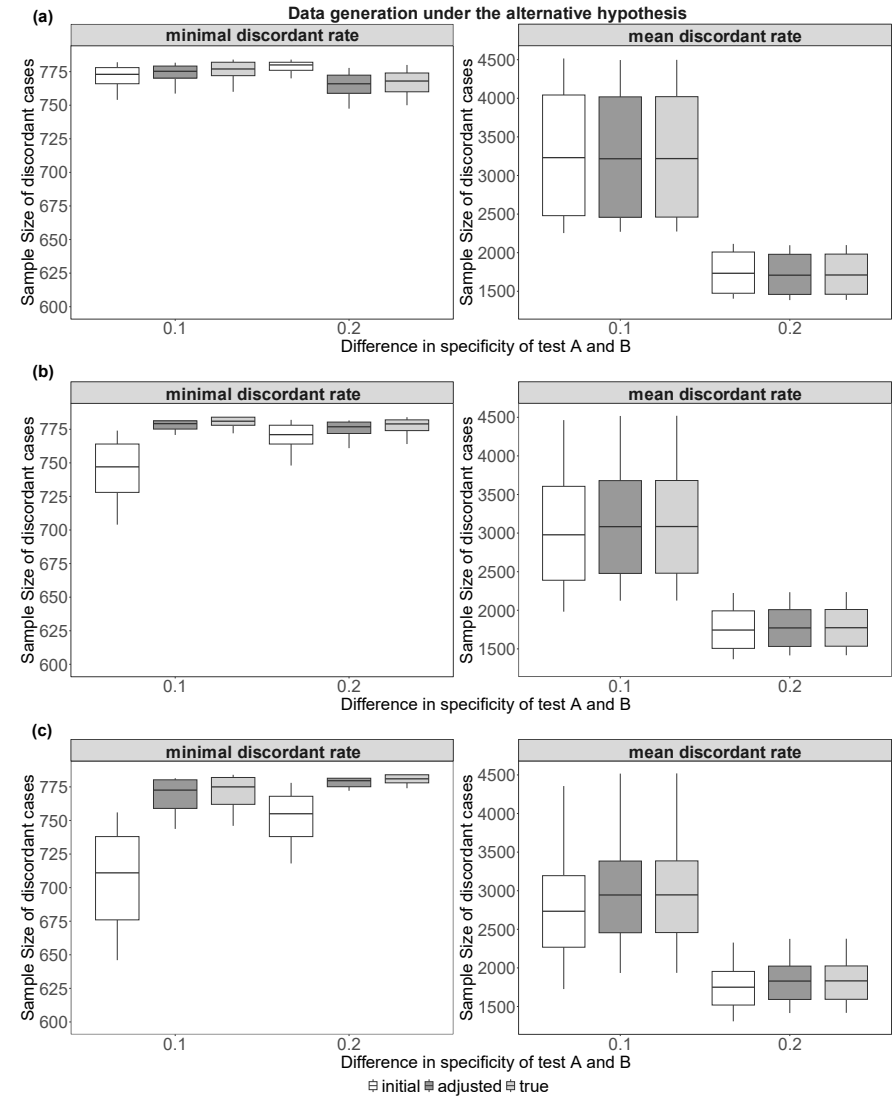 Data generation under the alternative hypothesis
(a)
minimal discordant rate
mean discordant rate
Sample Size of discordant cases
775
750
725
700
675
650
625
600
0.1
0.2
Sample Size of discordant cases
4500
4000
3500
3000
2500
2000
1500
0.1
0.2
Difference in specificity of test A and B
(b)
minimal discordant rate
mean discordant rate
Sample Size of discordant cases
775
750
725
700
675
650
625
600
0.1
0.2
Sample Size of discordant cases
4500
4000
3500
3000
2500
2000
1500
0.1
0.2
Difference in specificity of test A and B
(c)
minimal discordant rate
mean discordant rate
Sample Size of discordant cases
775
750
725
700
675
650
625
600
0.1
0.2
Sample Size of discordant cases
4500
4000
3500
3000
2500
2000
1500
0.1
0.2
Difference in specificity of test A and B
initial adjusted true